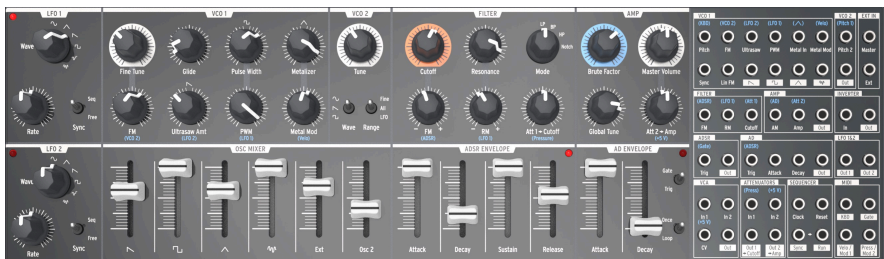 LFO 1
VCO 1
VCO 2
FILTER
AMP
Wave
Rate
Seq
Free
Sync
Fine Tune
Glide
Pulse Width
Metalizer
FM
(VCO 2)
Ultrasaw Amt
(LFO 2)
PWM
(LFO 1)
Metal Mod
(Velo)
Tune
Wave
Fine
All
LFO
Range
Cutoff
Resonance
LP
BP
HP
Notch
Mode
FM
(ADSR)
RM
(LFO 1)
Att 1 → Cutoff
(Pressure)
Brute Factor
Master Volume
Global Tune
Att 2 → Amp
(+5 V)
LFO 2
Wave
Rate
Seq
Free
Sync
OSC MIXER
Ext
Osc 2
ADSR ENVELOPE
Attack
Decay
Sustain
Release
AD ENVELOPE
Gate
Trig
Once
Loop
Attack
Decay
VCO 1
VCO 2
EXT IN
(KBD)
(VCO 2)
(LFO 2)
(LFO 1)
(Velo)
(Pitch 1)
Pitch
FM
Ultrasaw
PWM
Metal In
Metal Mod
Pitch 2
Master
Sync
Lin FM
Out
Ext
FILTER
AMP
INVERTER
(ADSR)
(LFO 1)
(Att 1)
(AD)
(Att 2)
FM
RM
Cutoff
AM
Amp
Out
In
Out
ADSR
AD
LFO 1&2
(Gate)
(ADSR)
Trig
Out
Trig
Attack
Decay
Out
Out 1
Out 2
VCA
ATTENUATORS
SEQUENCER
MIDI
(Press)
(+5 V)
In 1
In 2
In 1
In 2
Clock
Reset
KBD
Gate
(+5 V)
CV
Out
Out 1
→Cutoff
Out 2
→Amp
Sync
Run
Velo /
Mod 1
Press /
Mod 2